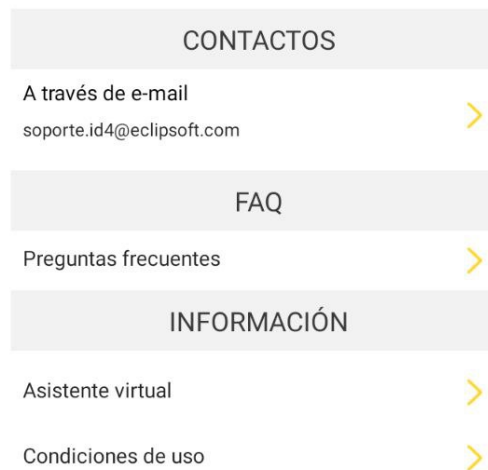 CONTACTOS
A través de e-mail
soporte.id4@eclipsoft.com
FAQ
Preguntas frecuentes
INFORMACIÓN
Asistente virtual
Condiciones de uso